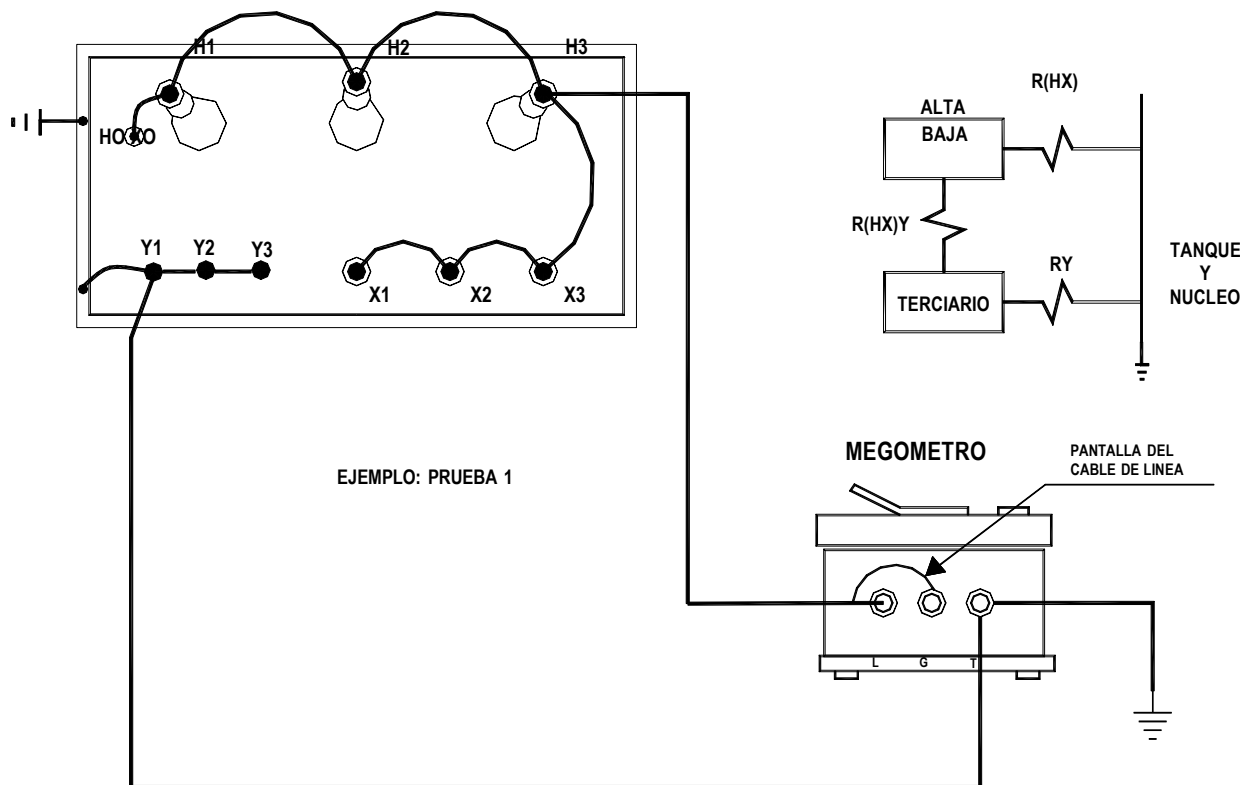 H1
H2
H3
HOXO
Y1
Y2
Y3
X1
X2
X3
EJEMPLO: PRUEBA 1
R(HX)
ALTA
BAJA
R(HX)Y
TERCIARIO
RY
TANQUE
Y
NUCLEO
MEGOMETRO
PANTALLA DEL
CABLE DE LINEA
L
G
T